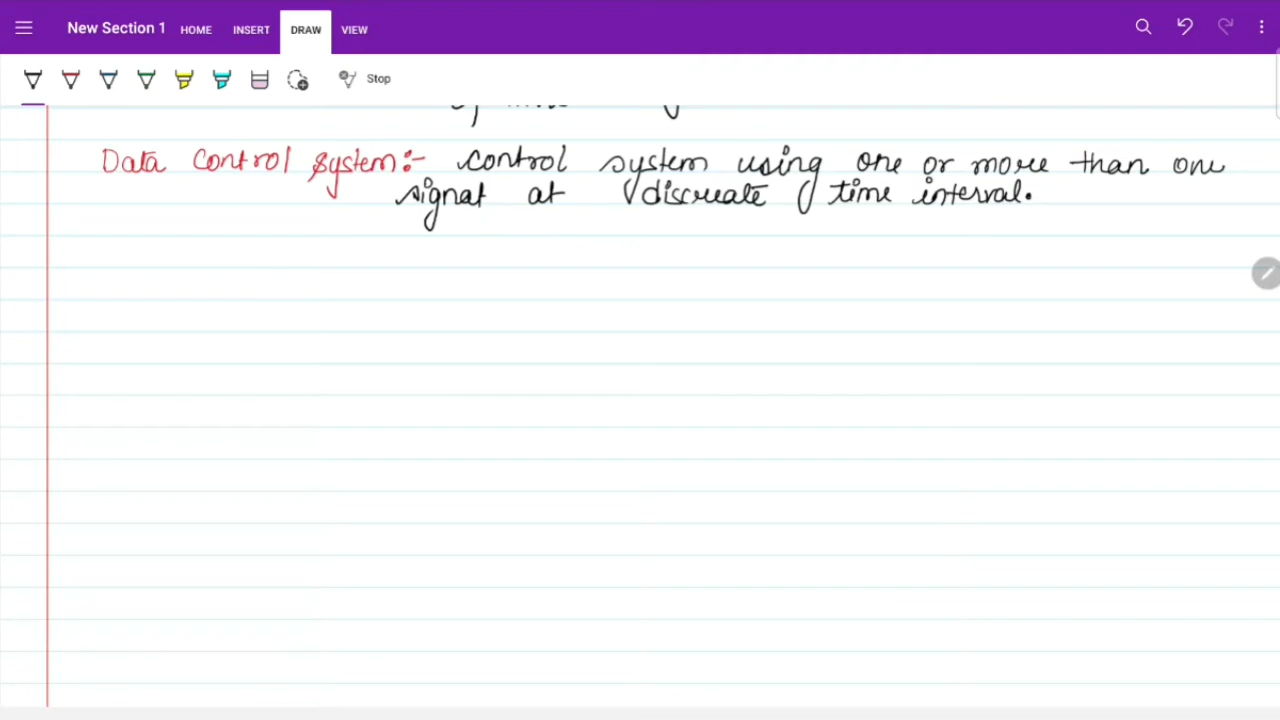 New Section 1 HOME INSERT DRAW VIEW
Stop
Data Control System:- control system using one or more than one
signal at discreate time interval.